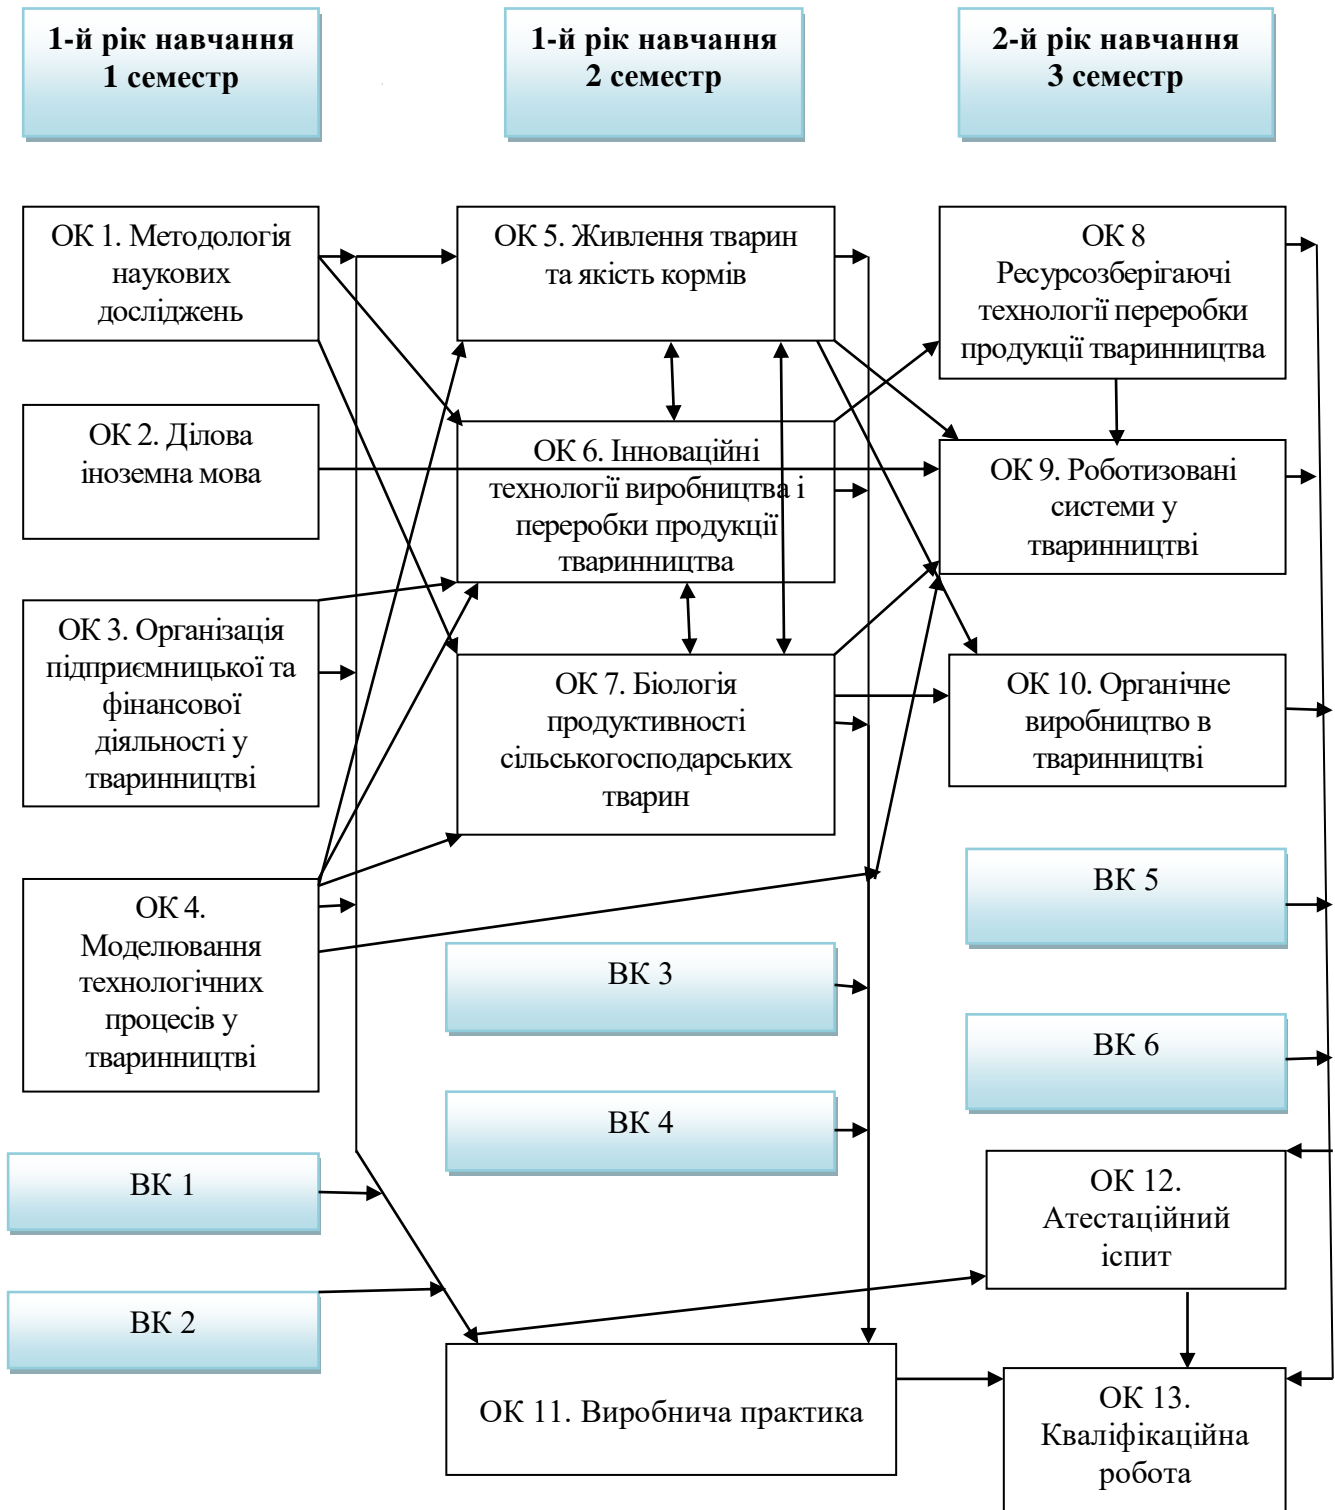 1-й рік навчання
1 семестр
1-й рік навчання
2 семестр
2-й рік навчання
3 семестр
ОК 1. Методологія
наукових
досліджень
ОК 2. Ділова
іноземна мова
ОК 3. Організація
підприємницької та
фінансової
діяльності у
тваринництві
ОК 4.
Моделювання
технологічних
процесів у
тваринництві
ВК 1
ВК 2
ОК 5. Живлення тварин
та якість кормів
ОК 6. Інноваційні
технології виробництва і
переробки продукції
тваринництва
ОК 7. Біологія
продуктивності
сільськогосподарських
тварин
ВК 3
ВК 4
ОК 11. Виробнича практика
ОК 8
Ресурсозберігаючі
технології переробки
продукції тваринництва
ОК 9. Роботизовані
системи у
тваринництві
ОК 10. Органічне
виробництво в
тваринництві
ВК 5
ВК 6
ОК 12.
Атестаційний
іспит
ОК 13.
Кваліфікаційна
робота